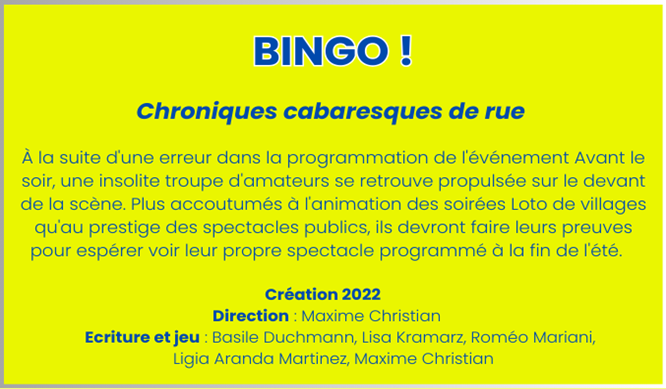 BINGO !
Chroniques cabaresques de rue
À la suite d'une erreur dans la programmation de l'événement Avant le
soir, une insolite troupe d'amateurs se retrouve propulsée sur le devant
de la scène. Plus accoutumés à l'animation des soirées Loto de villages
qu'au prestige des spectacles publics, ils devront faire leurs preuves
pour espérer voir leur propre spectacle programmé à la fin de l'été.
Création 2022
Direction : Maxime Christian
Ecriture et jeu : Basile Duchmann, Lisa Kramarz, Roméo Mariani,
Ligia Aranda Martinez, Maxime Christian